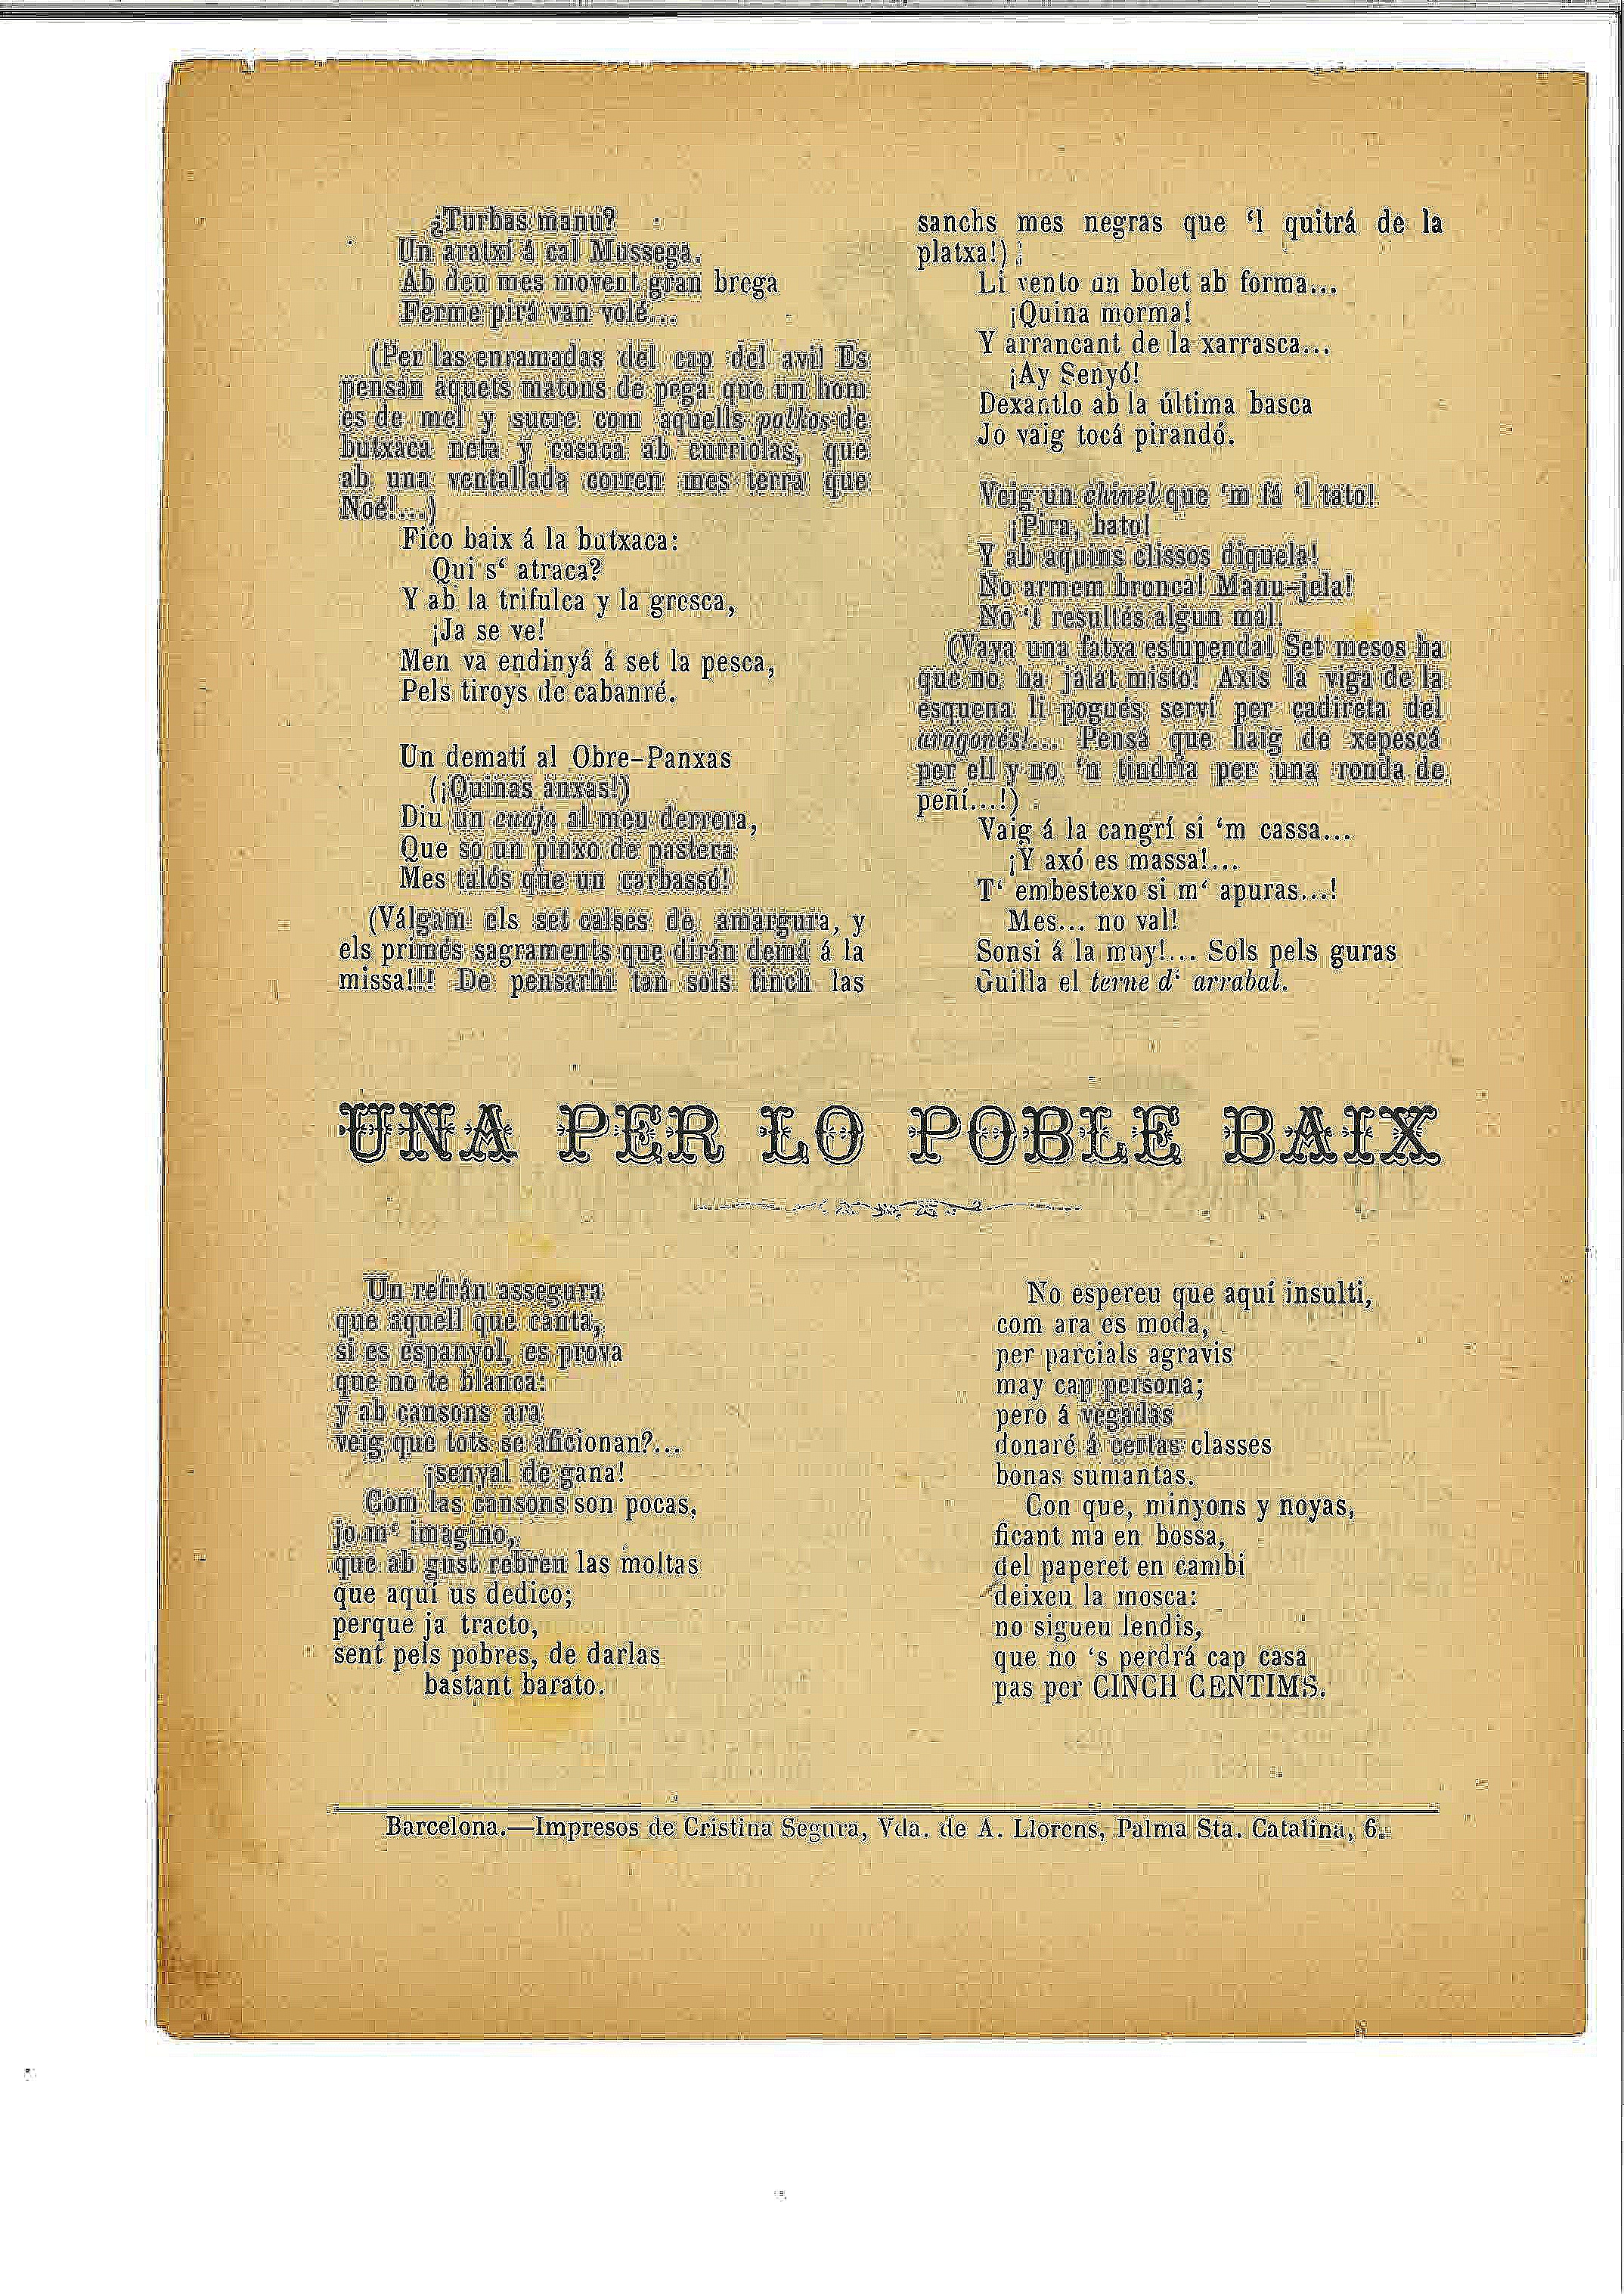 ¿Turbas manu?
Un aratxí á cal Mussega.
Ab deu mes movent gran brega
Ferme pirá van volé...
(Per las enramadas del cap del avi! Es
pensan aquets matons de pega que un hom
es de mel y sucre com aquells polkos de
butxaca neta y casaca ab curriolas, que
ab una ventallada corren mes terra que
Noé!...)
Fico baix á la butxaca:
Qui s‘ atraca?
Y ab la trifulca y la gresca,
¡Ja se ve!
Men va endinyá á set la pesca,
Pels tiroys de cabanré.
Un dematí al Obre-Panxas
(¡Quinas anxas!)
Diu un cuaja al meu derrera,
Que so un pinxo de pastera
Mes talós que un carbassó!
(Válgam els set calses de amargura, y
els primés sagraments que dirán demá á la
missa!!! De pensarhi tan sols tinch las
sanchs mes negras que ‘l quitrá de la
platxa!)
Li vento un bolet ab forma...
¡Quina morma!
Y arrancant de la xarrasca...
¡Ay Senyó!
Dexantlo ab la última basca
Jo vaig tocá pirandó.
Veig un chinel que ‘m fá ‘l tato!
¡Pira, bato!
Y ab aquins clissos diquela!
No armem bronca! Manu-jela!
No ‘l resultés algun mal.
(Vaya una fatxa estupenda! Set mesos ha
que no ha jalat misto! Axis la viga de la
esquena li pogués serví per cadireta del
aragonés!... Pensá que haig de xepescá
per ell y no ‘n tindría per una ronda de
peñí...!)
Vaig á la cangrí si ‘m cassa...
¡Y axó es massa!...
T‘ embestexo si m‘ apuras...!
Mes... no val!
Sonsi á la muy!... Sols pels guras
Guilla el terne d‘ arrabal.
UNA PER LO POBLE BAIX
Un refrán assegura
que aquell que canta,
si es espanyol, es prova
que no te blanca:
y ab cansons ara
veig que tots se aficionan?...
¡senyal de gana!
Com las cansons son pocas,
jo m‘ imagino,
que ab gust rebreu las moltas
que aquí us dedico;
perque ja tracto,
sent pels pobres, de darlas
bastant barato.
No espereu que aquí insulti,
com ara es moda,
per parcials agravis
may cap persona;
pero á vegadas
donaré á certas classes
bonas sumantas.
Con que, minyons y noyas,
ficant ma en bossa,
del paperet en cambi
deixeu la mosca:
no sigueu lendis,
que no ‘s perdrá cap casa
pas per CINCH CENTIMS.
Barcelona.—Impresos de Cristina Segura, Vda. de A. Llorens, Palma Sta. Catalina, 6.